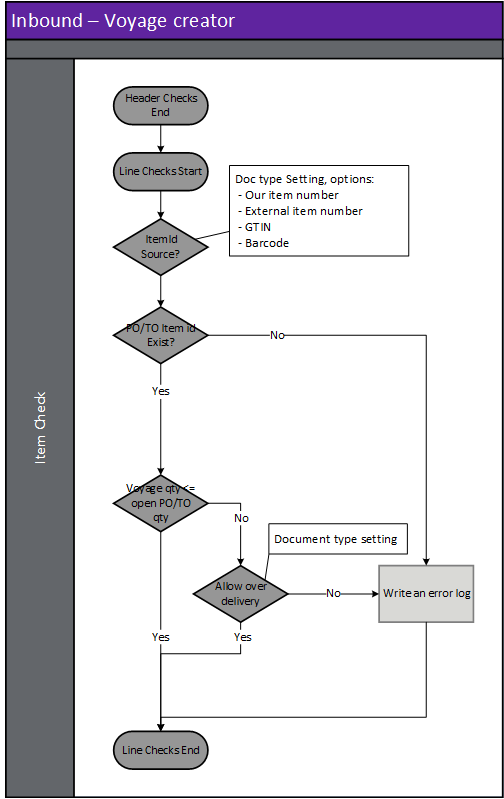 Inbound – Voyage creator
Item Check
Header Checks
End
Line Checks Start
Doc type Setting, options:
- Our item number
- External item number
- GTIN
- Barcode
ItemId
Source?
PO/TO Item id
Exist?
No
Yes
Voyage qty <=
open PO/TO
qty
No
Document type setting
Allow over
delivery
No
Write an error log
Yes
Yes
Line Checks End